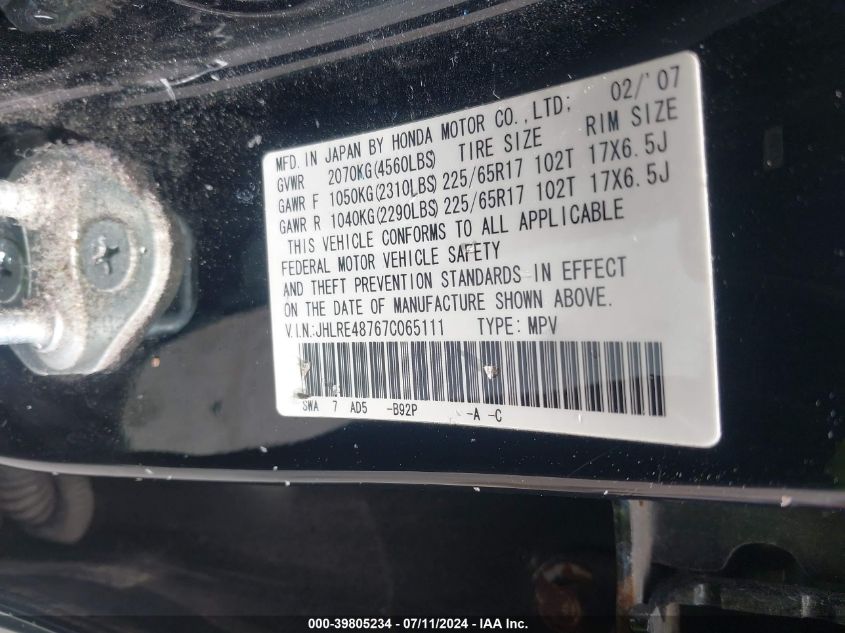 MFD. IN JAPAN BY HONDA MOTOR CO.,LTD; 02/'07
GVWR 2070KG(4560LBS) TIRE SIZE RIM SIZE
GAWR F 1050KG(2310LBS) 225/65R17 102T 17X6.5J
GAWR R 1040KG(2290LBS) 225/65R17 102T 17X6.5J
THIS VEHICLE CONFORMS TO ALL APPLICABLE
FEDERAL MOTOR VEHICLE SAFETY
AND THEFT PREVENTION STANDARDS IN EFFECT
ON THE DATE OF MANUFACTURE SHOWN ABOVE.
V.I.N.:JHLRE48767C065111 TYPE: MPV
SWA 7 AD5 -B92P -A -C
000-39805234 - 07/11/2024 - IAA Inc.